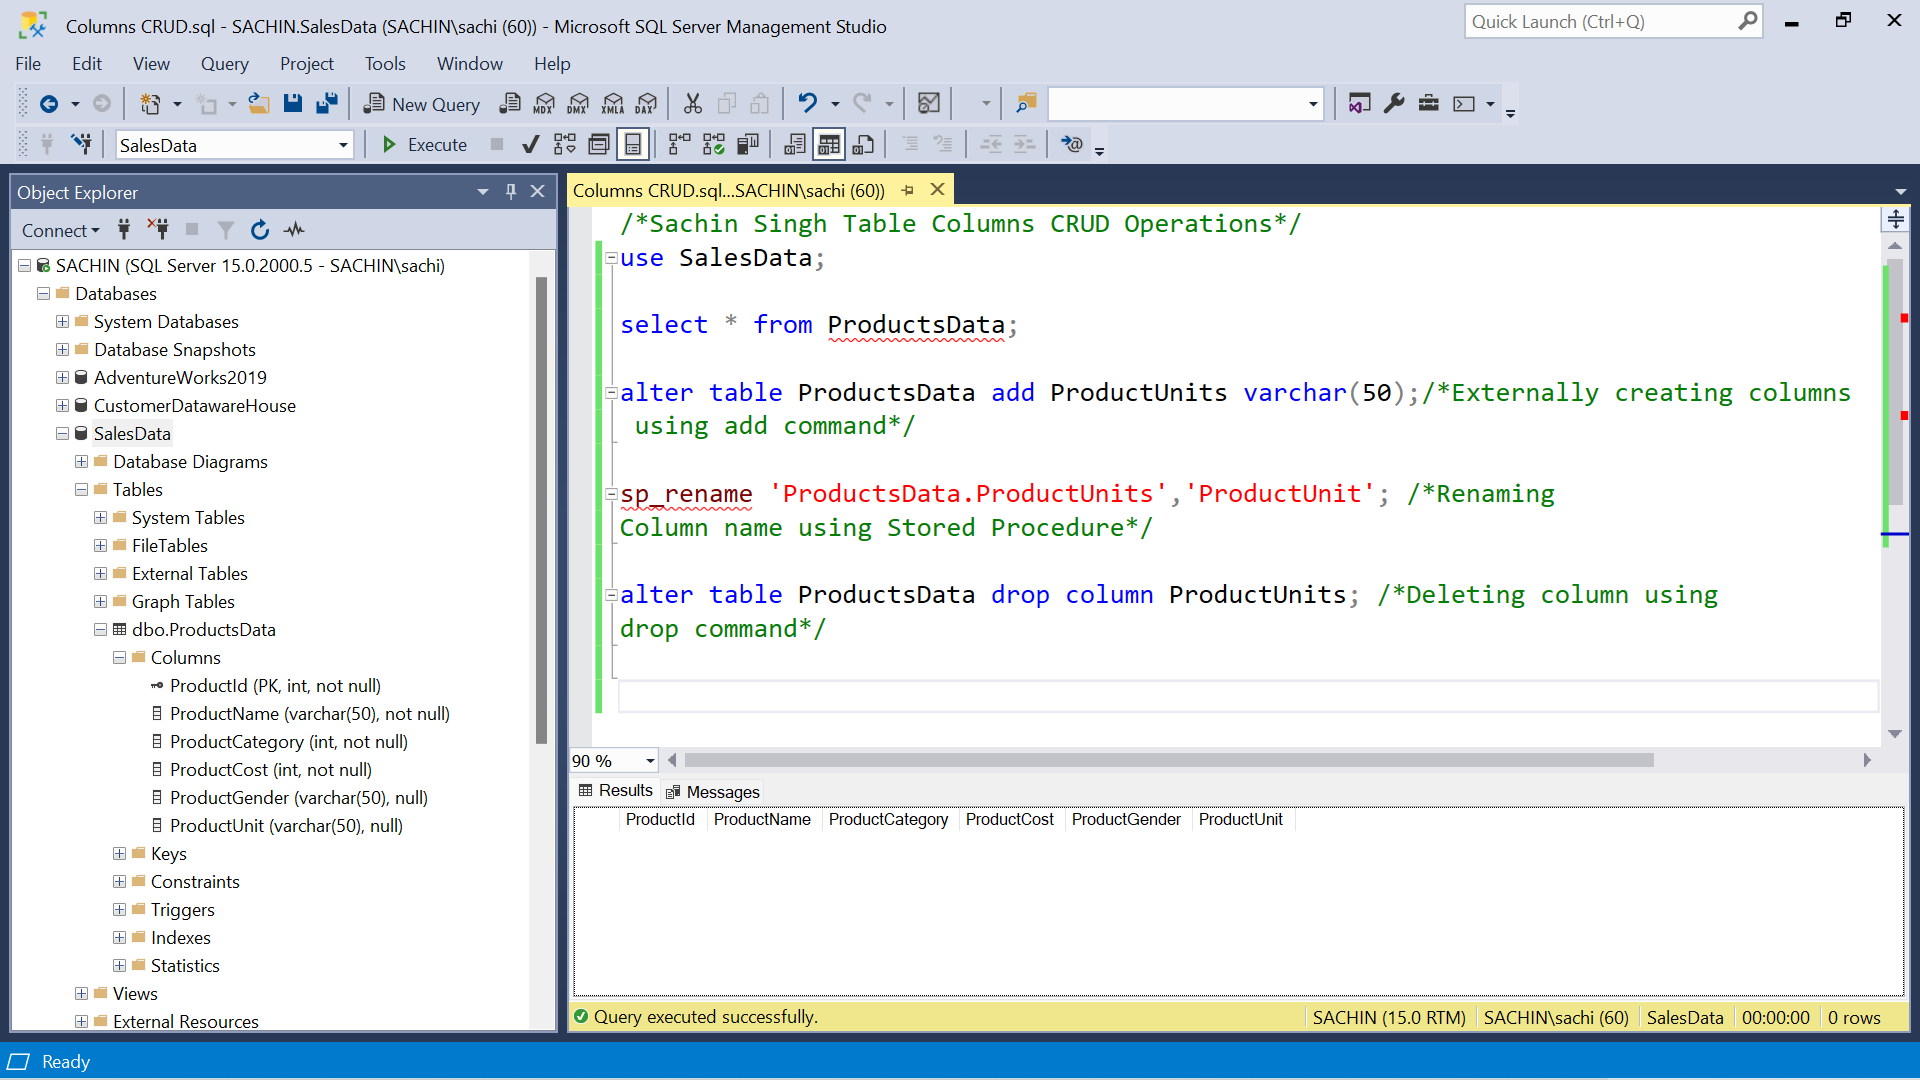 Columns CRUD.sql - SACHIN.SalesData (SACHIN\sachi (60)) - Microsoft SQL Server Management Studio
Quick Launch (Ctrl+Q)
File Edit View Query Project Tools Window Help
New Query MDX DMX XMLA DAX
SalesData Execute
Object Explorer
Connect
SACHIN (SQL Server 15.0.2000.5 - SACHIN\sachi)
Databases
System Databases
Database Snapshots
AdventureWorks2019
CustomerDatawareHouse
SalesData
Database Diagrams
Tables
System Tables
FileTables
External Tables
Graph Tables
dbo.ProductsData
Columns
ProductId (PK, int, not null)
ProductName (varchar(50), not null)
ProductCategory (int, not null)
ProductCost (int, not null)
ProductGender (varchar(50), null)
ProductUnit (varchar(50), null)
Keys
Constraints
Triggers
Indexes
Statistics
Views
External Resources
Columns CRUD.sql...SACHIN\sachi (60))
/*Sachin Singh Table Columns CRUD Operations*/
use SalesData;
select * from ProductsData;
alter table ProductsData add ProductUnits varchar(50);/*Externally creating columns
using add command*/
sp_rename 'ProductsData.ProductUnits','ProductUnit'; /*Renaming
Column name using Stored Procedure*/
alter table ProductsData drop column ProductUnits; /*Deleting column using
drop command*/
90 %
Results Messages
ProductId ProductName ProductCategory ProductCost ProductGender ProductUnit
Query executed successfully. SACHIN (15.0 RTM) SACHIN\sachi (60) SalesData 00:00:00 0 rows
Ready